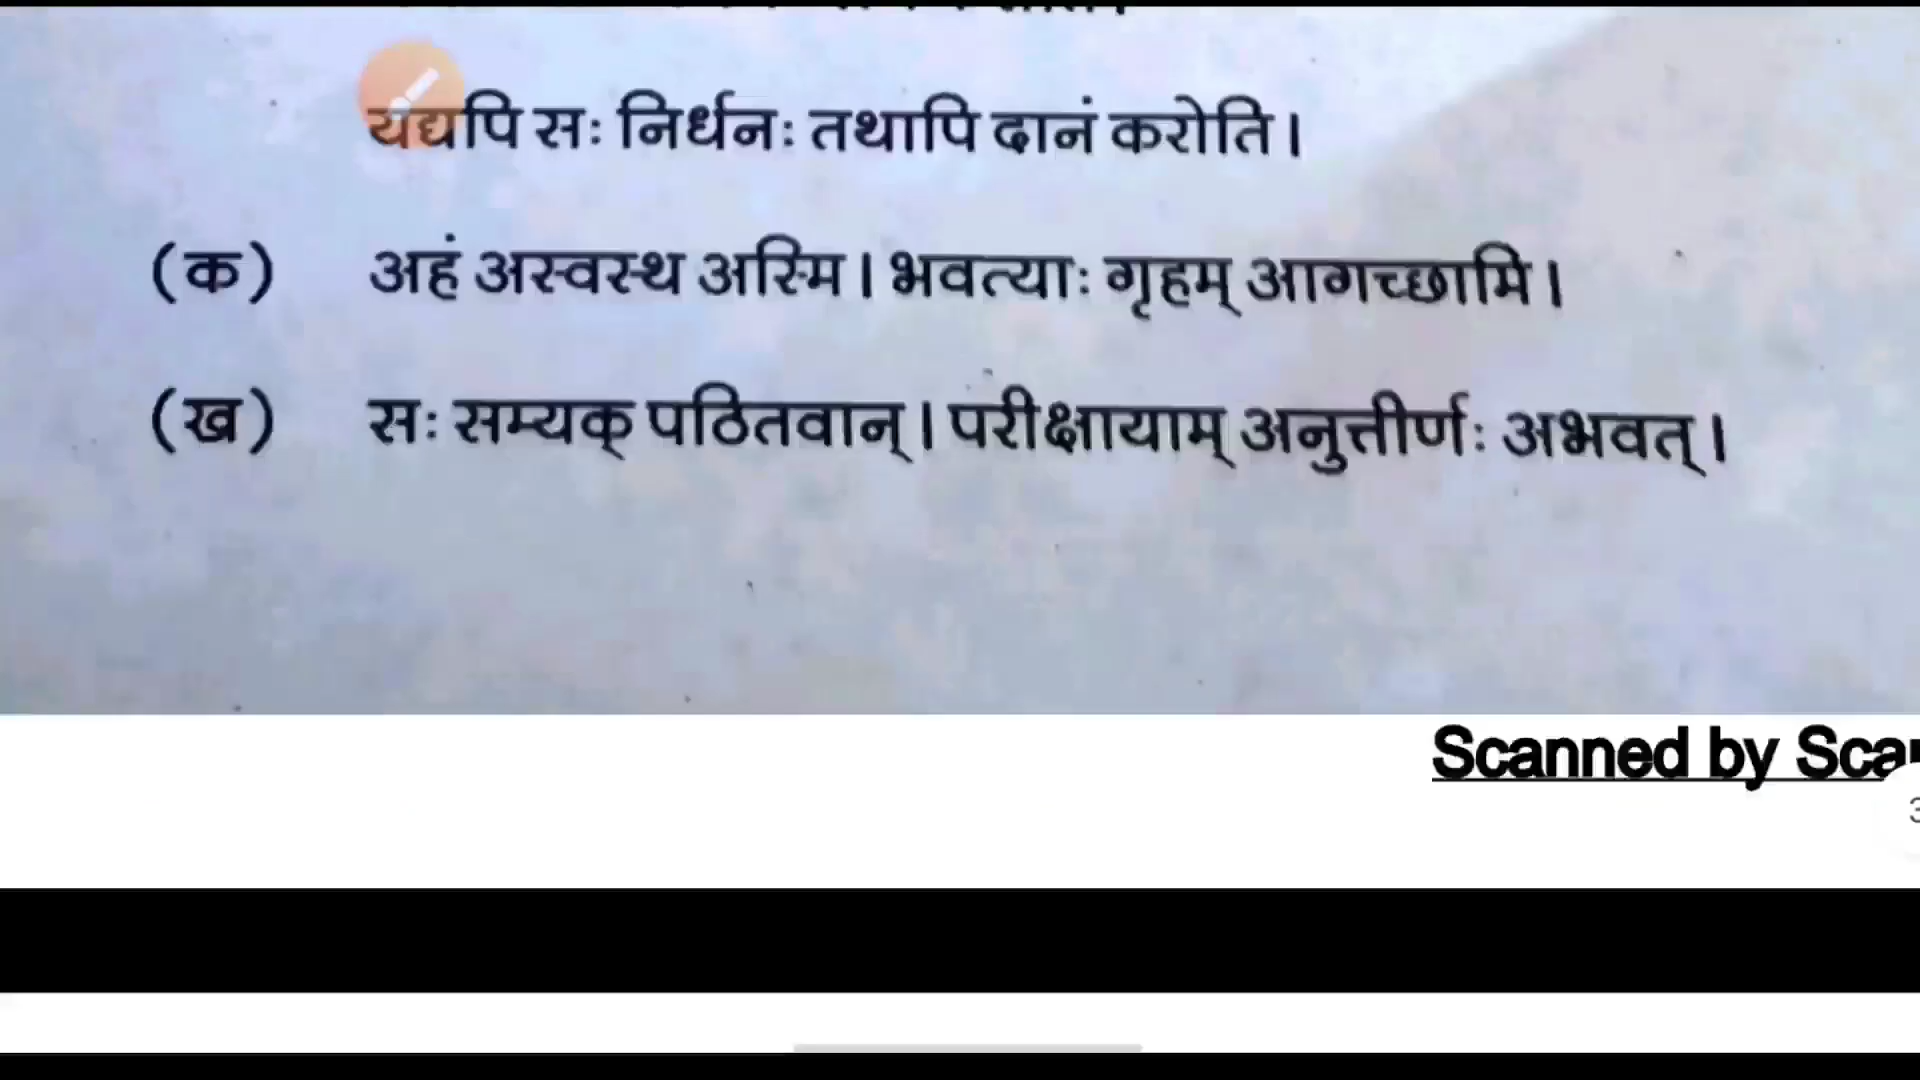 यद्यपि सः निर्धनः तथापि दानं करोति।
(क) अहं अस्वस्थ अस्मि। भवत्याः गृहम् आगच्छामि।
(ख) सः सम्यक् पठितवान्। परीक्षायाम् अनुत्तीर्णः अभवत्।
Scanned by
3